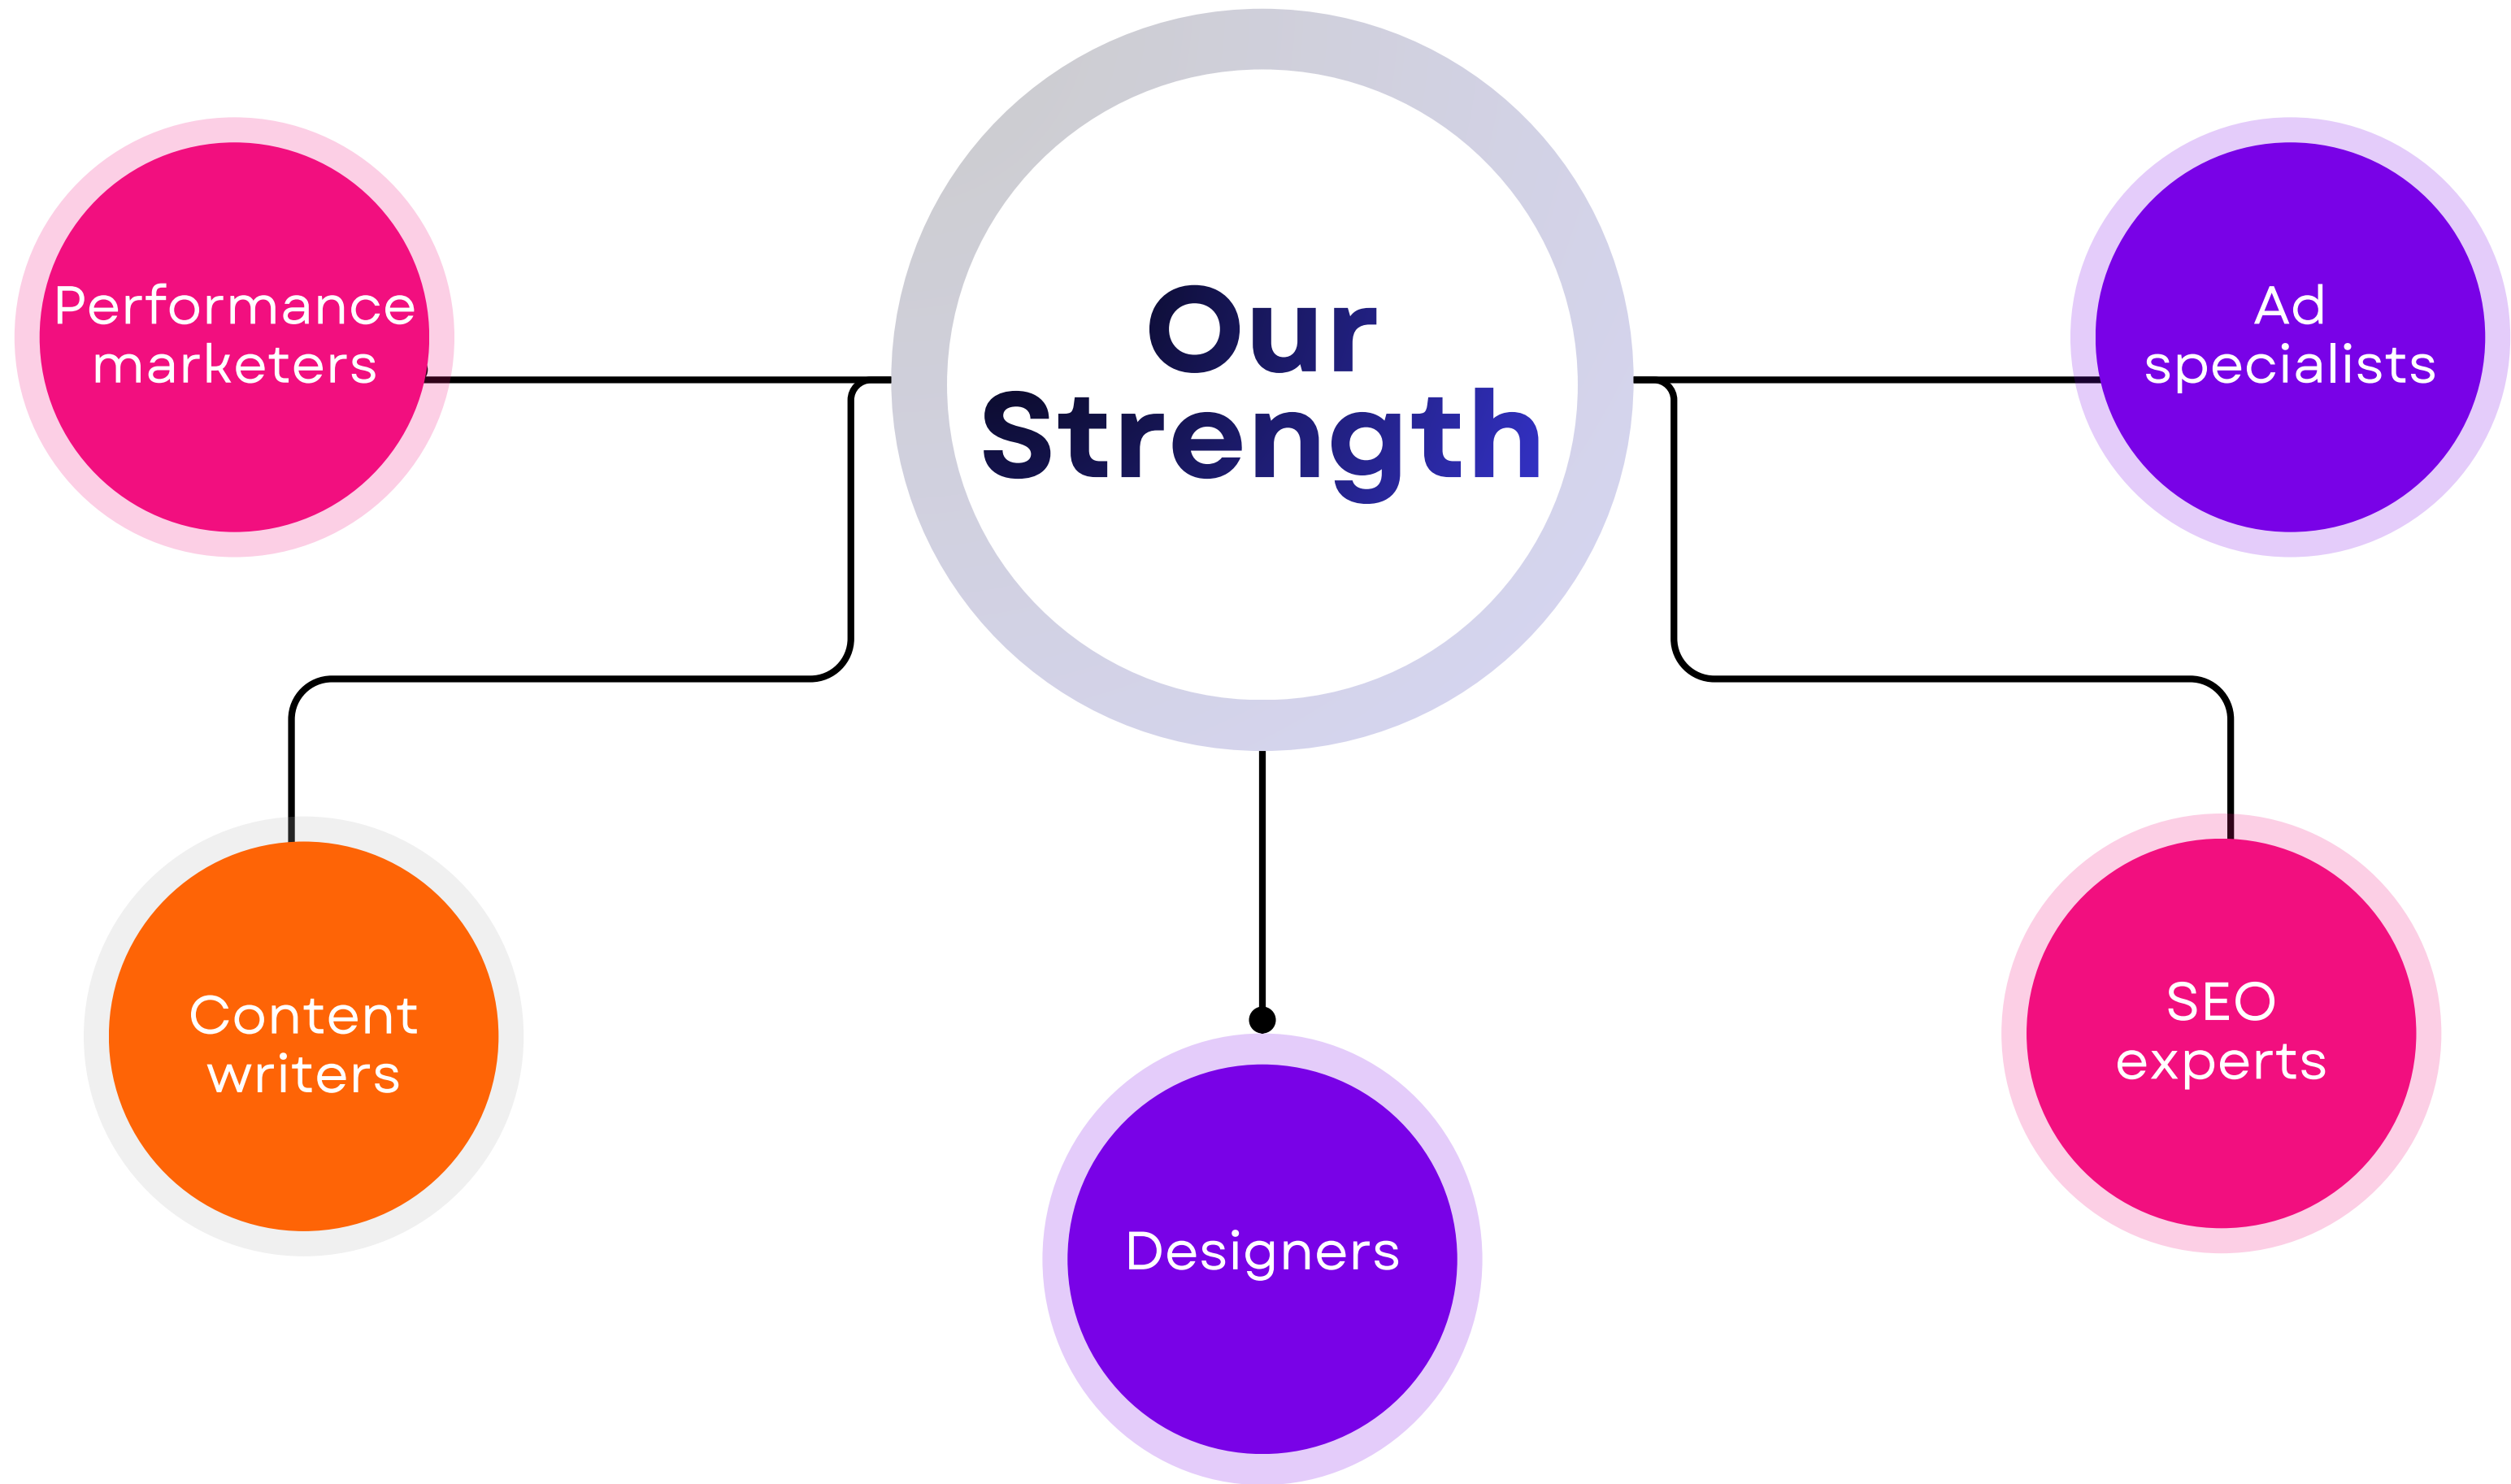 Our
Strength
Performance
marketers
Ad
specialists
Content
writers
SEO
experts
Designers